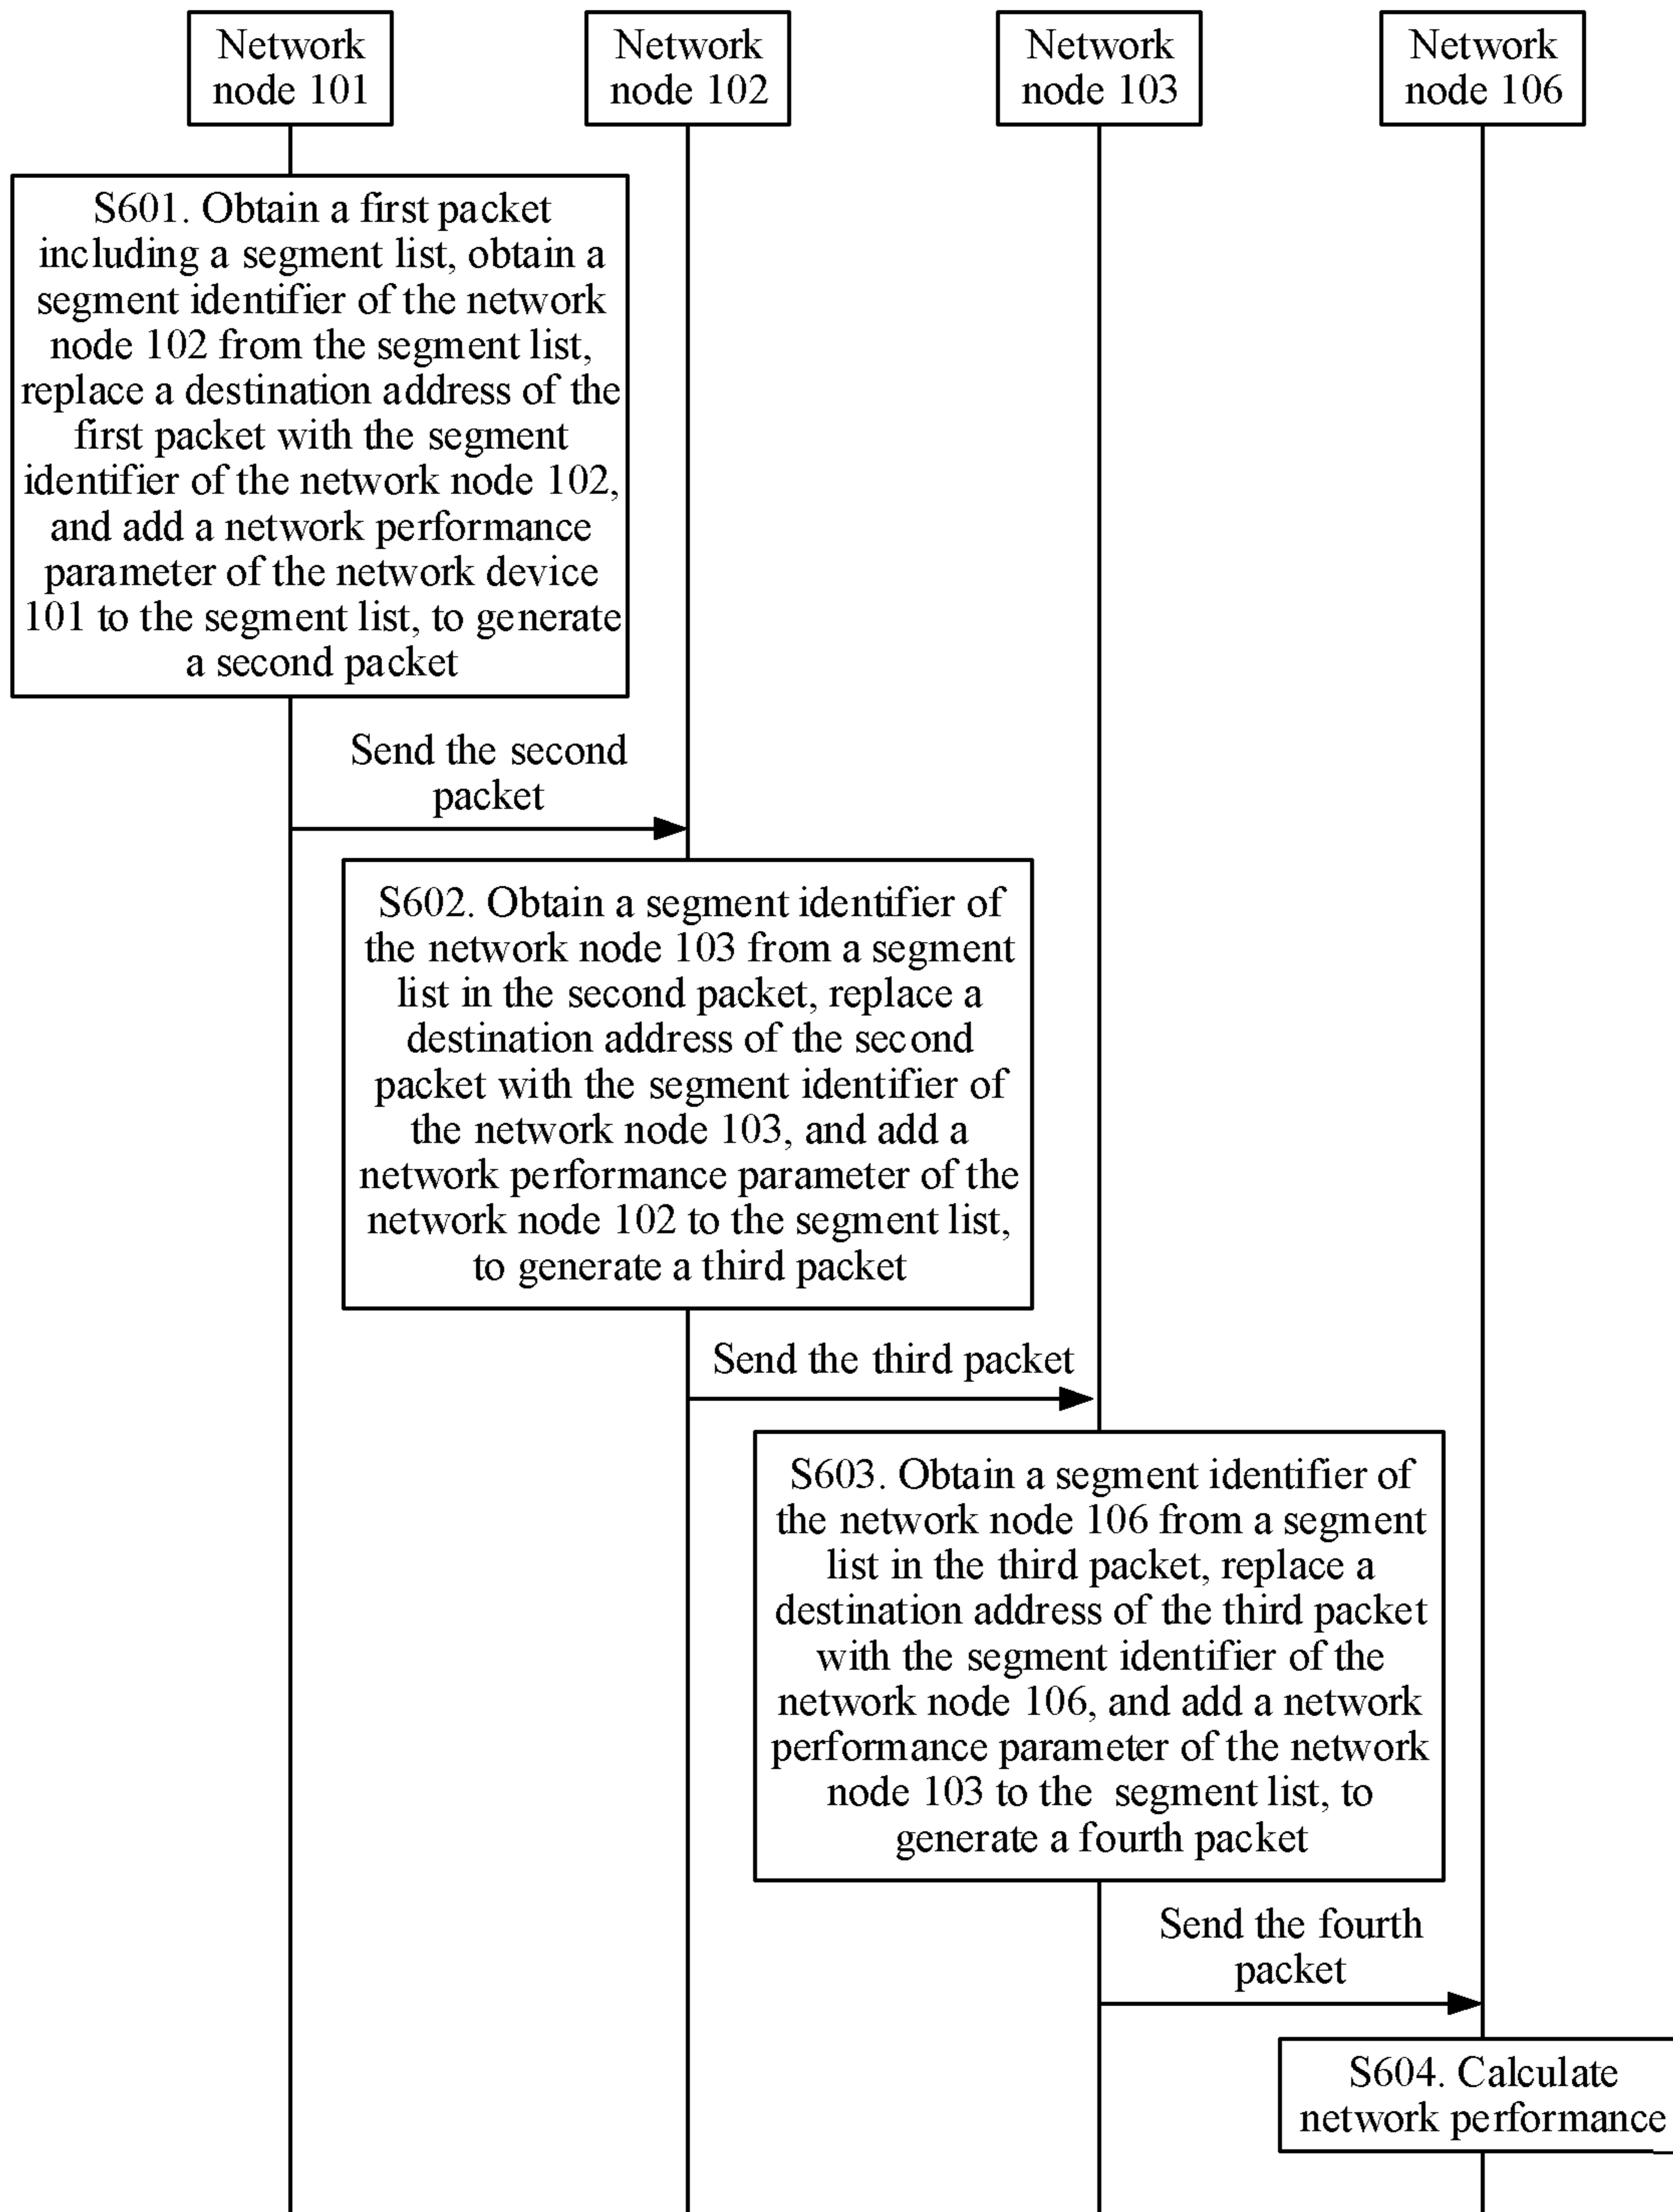 Network
node 101
Network
node 102
Network
node 103
Network
node 106
S601. Obtain a first packet
including a segment list, obtain a
segment identifier of the network
node 102 from the segment list,
replace a destination address of the
first packet with the segment
identifier of the network node 102,
and add a network performance
parameter of the network device
101 to the segment list, to generate
a second packet
Send the second
packet
S602. Obtain a segment identifier of
the network node 103 from a segment
list in the second packet, replace a
destination address of the second
packet with the segment identifier of
the network node 103, and add a
network performance parameter of the
network node 102 to the segment list,
to generate a third packet
Send the third packet
S603. Obtain a segment identifier of
the network node 106 from a segment
list in the third packet, replace a
destination address of the third packet
with the segment identifier of the
network node 106, and add a network
performance parameter of the network
node 103 to the segment list, to
generate a fourth packet
Send the fourth
packet
S604. Calculate
network performance